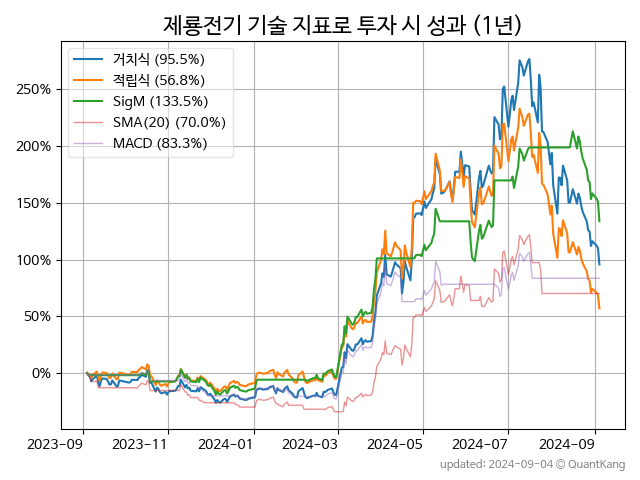 제룡전기 기술 지표로 투자 시 성과 (1년)
거치식 (95.5%)
적립식 (56.8%)
SigM (133.5%)
SMA(20) (70.0%)
MACD (83.3%)
250%
200%
150%
100%
50%
0%
2023-09 2023-11 2024-01 2024-03 2024-05 2024-07 2024-09
updated: 2024-09-04 © QuantKang